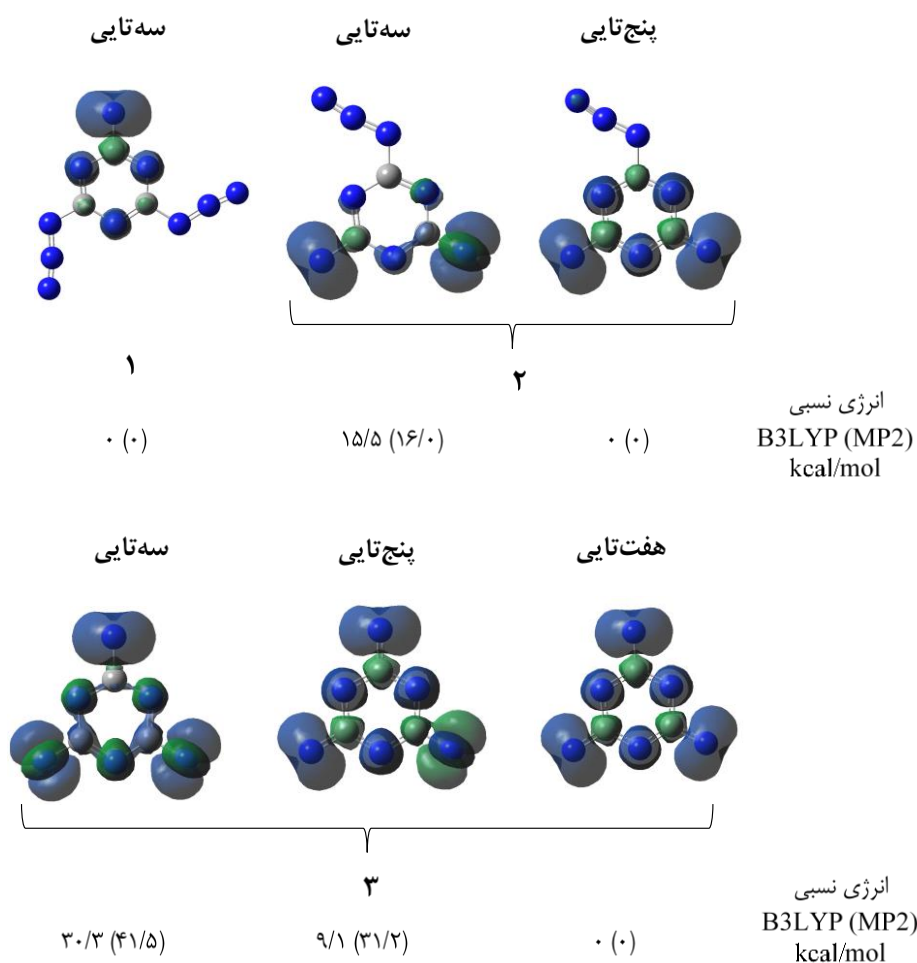 سه‌تایی
سه‌تایی
پنج‌تایی
۱
۲
انرژی نسبی
B3LYP (MP2)
kcal/mol
۰ (۰)
۱۵/۵ (۱۶/۰)
۰ (۰)
سه‌تایی
پنج‌تایی
هفت‌تایی
۳
انرژی نسبی
B3LYP (MP2)
kcal/mol
۳۰/۳ (۴۱/۵)
۹/۱ (۳۱/۲)
۰ (۰)